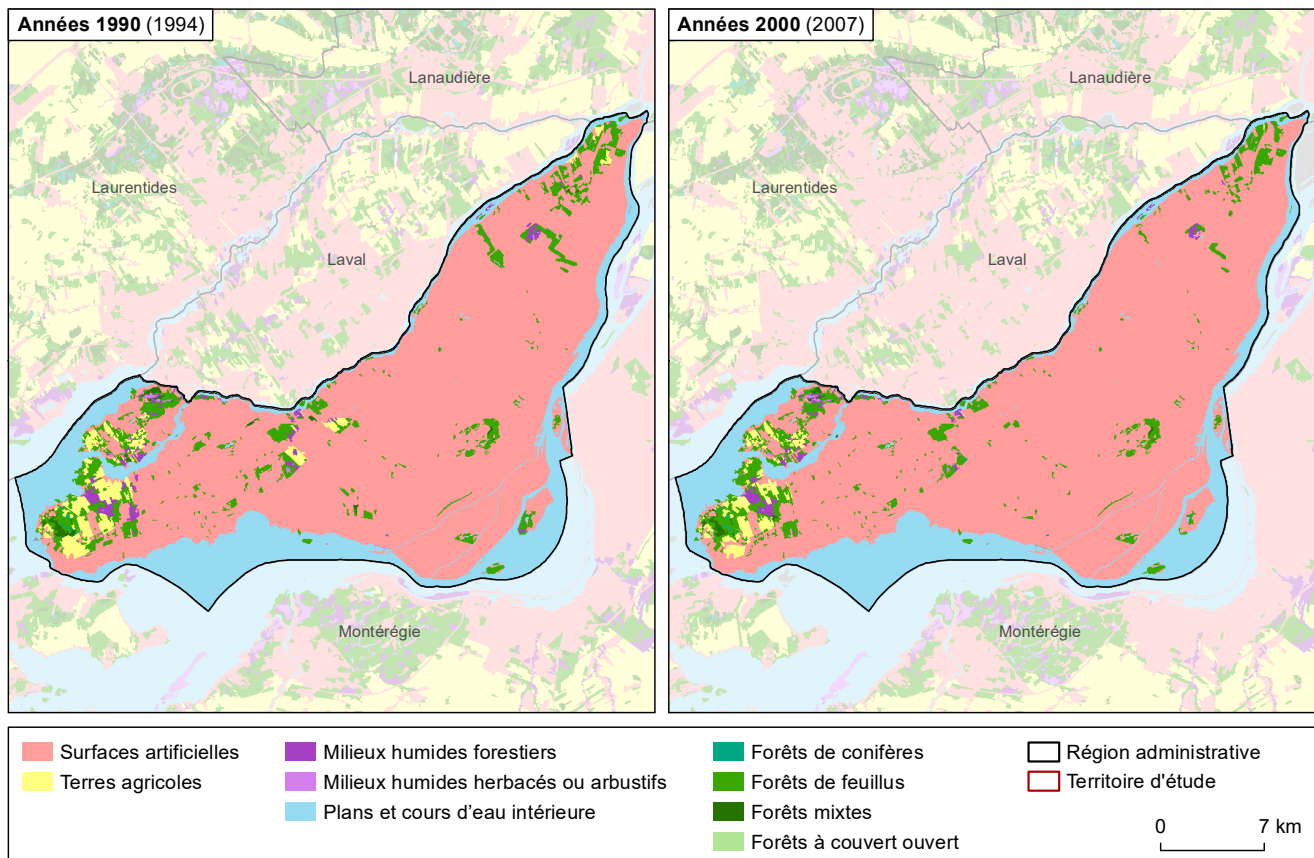 Années 1990 (1994)
Lanaudière
Laurentides
Laval
Montérégie
Années 2000 (2007)
Lanaudière
Laurentides
Laval
Montérégie
Surfaces artificielles
Terres agricoles
Milieux humides forestiers
Milieux humides herbacés ou arbustifs
Plans et cours d’eau intérieure
Forêts de conifères
Forêts de feuillus
Forêts mixtes
Forêts à couvert ouvert
Région administrative
Territoire d'étude
0 7 km